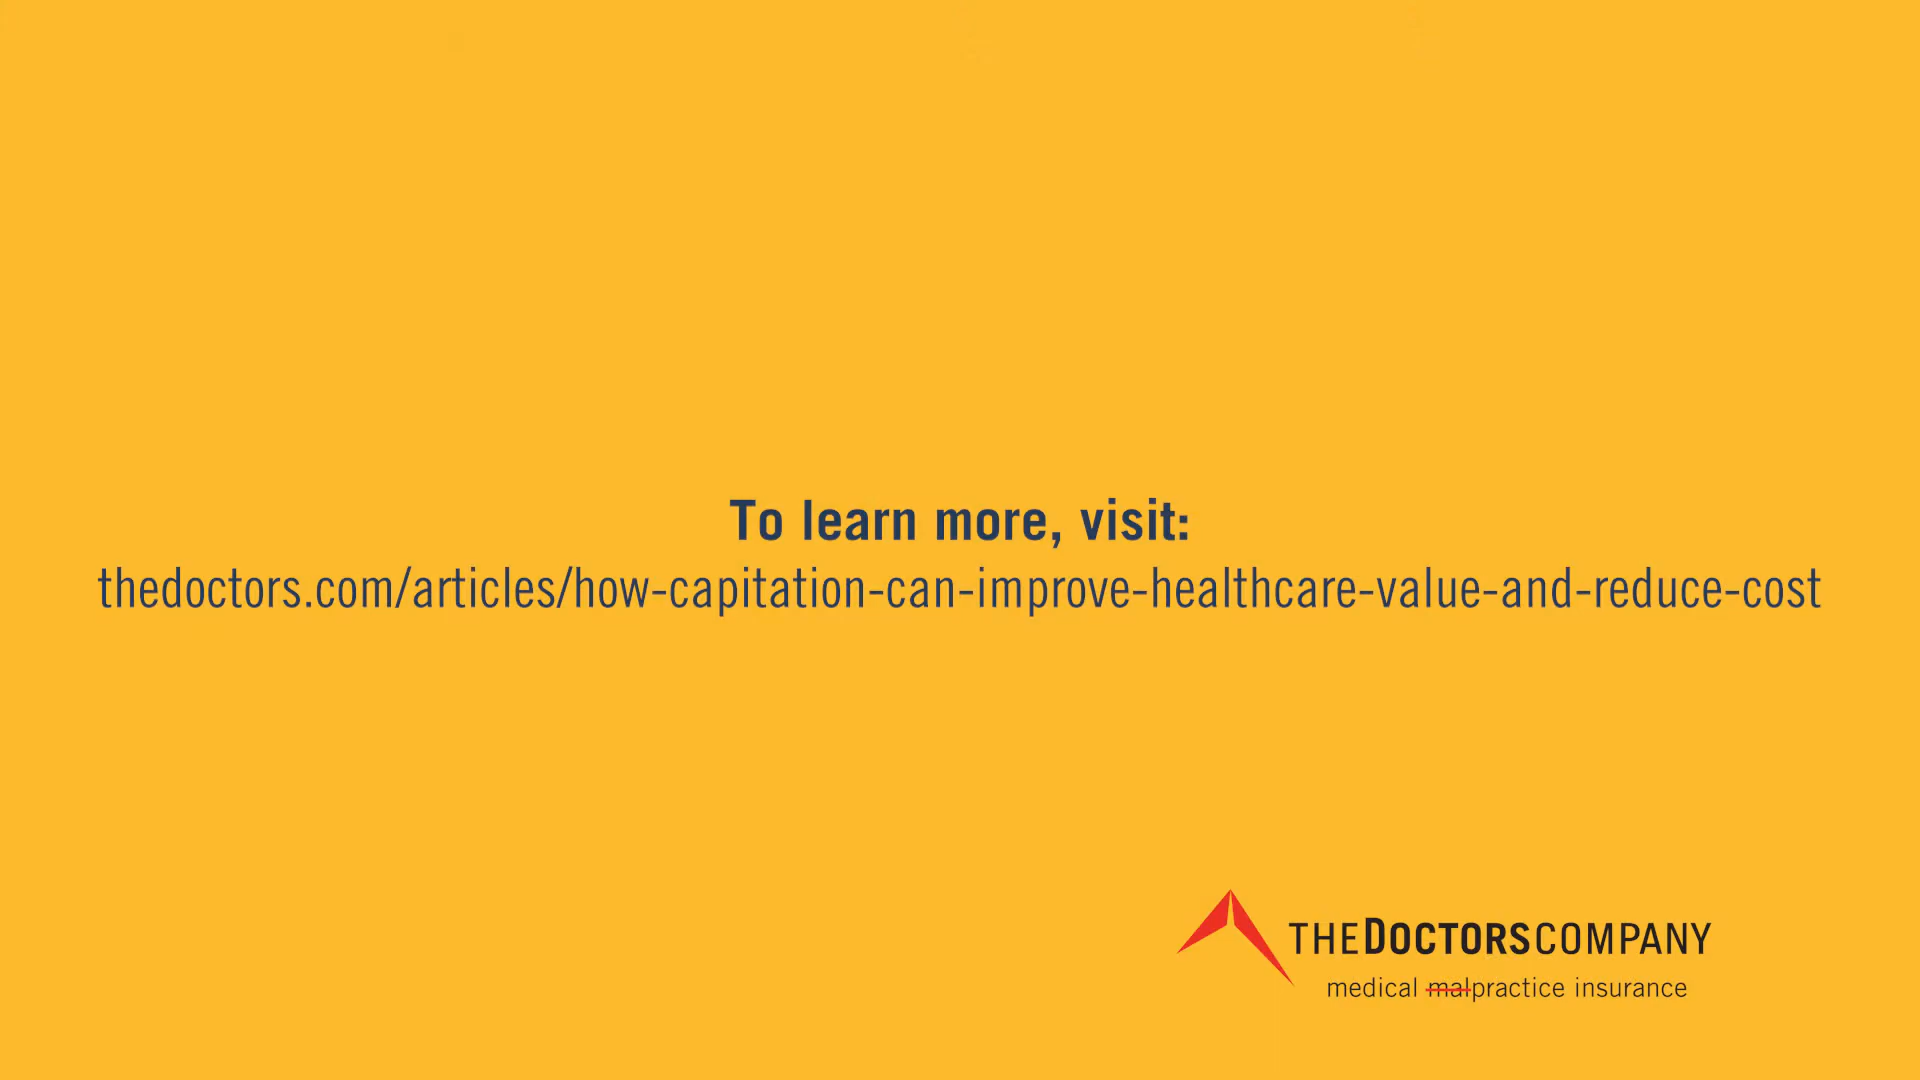 To learn more, visit:
thedoctors.com/articles/how-capitation-can-improve-healthcare-value-and-reduce-cost
THEDOCTORSCOMPANY
medical malpractice insurance